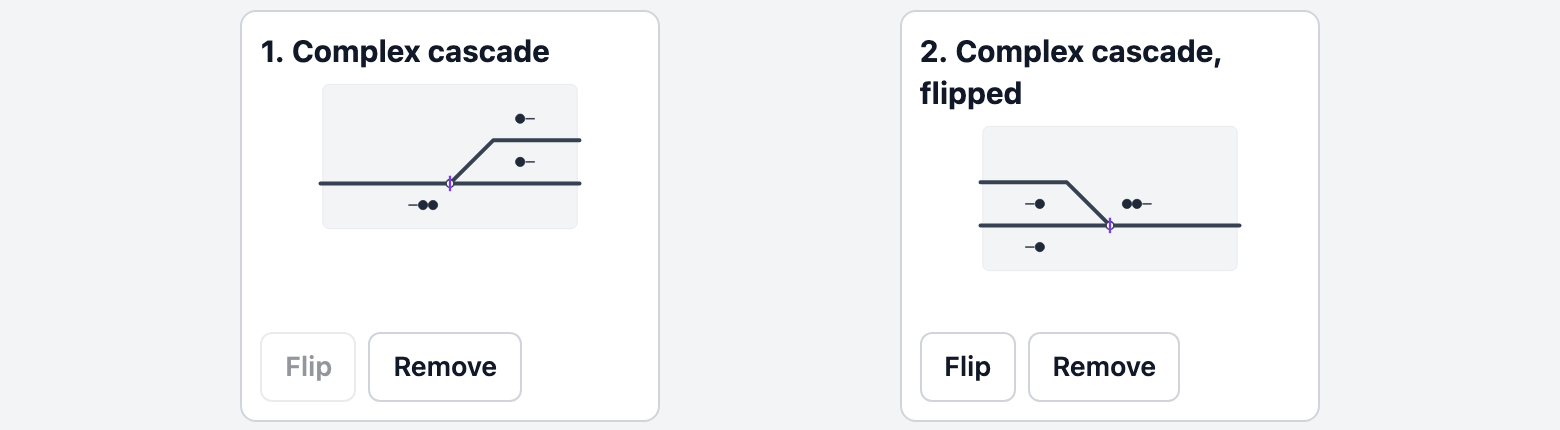 1. Complex cascade
Flip
Remove
2. Complex cascade,
flipped
Flip
Remove